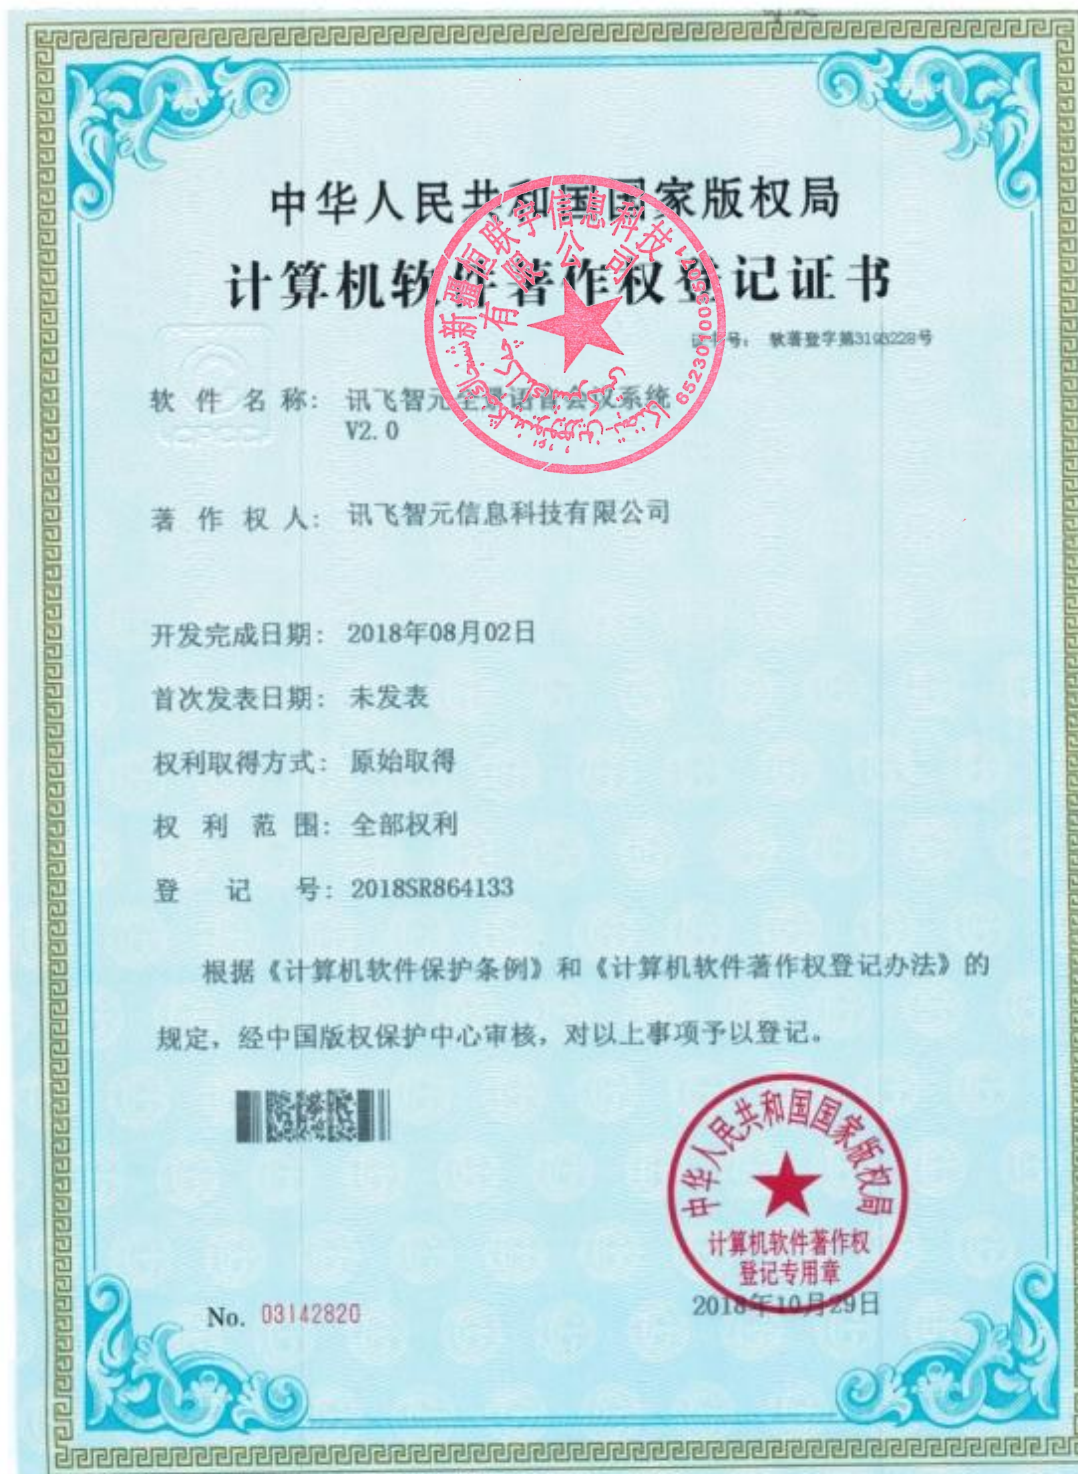 中华人民共和国国家版权局
计算机软件著作权登记证书
证书号： 软著登字第3193228号
软件名称： 讯飞智元全景语音会议系统
V2.0
著作权人： 讯飞智元信息科技有限公司
开发完成日期： 2018年08月02日
首次发表日期： 未发表
权利取得方式： 原始取得
权利范围： 全部权利
登记号： 2018SR864133
根据《计算机软件保护条例》和《计算机软件著作权登记办法》的
规定，经中国版权保护中心审核，对以上事项予以登记。
No. 03142820
2018年10月29日
新疆恒联宇信息科技
有限公司
中华人民共和国国家版权局
计算机软件著作权
登记专用章